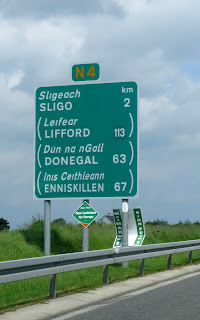 N4
Sligeach km
SLIGO 2
(Leifear
LIFFORD 113)
(Dún na nGall
DONEGAL 63)
(Inis Ceithleann
ENNISKILLEN 67)